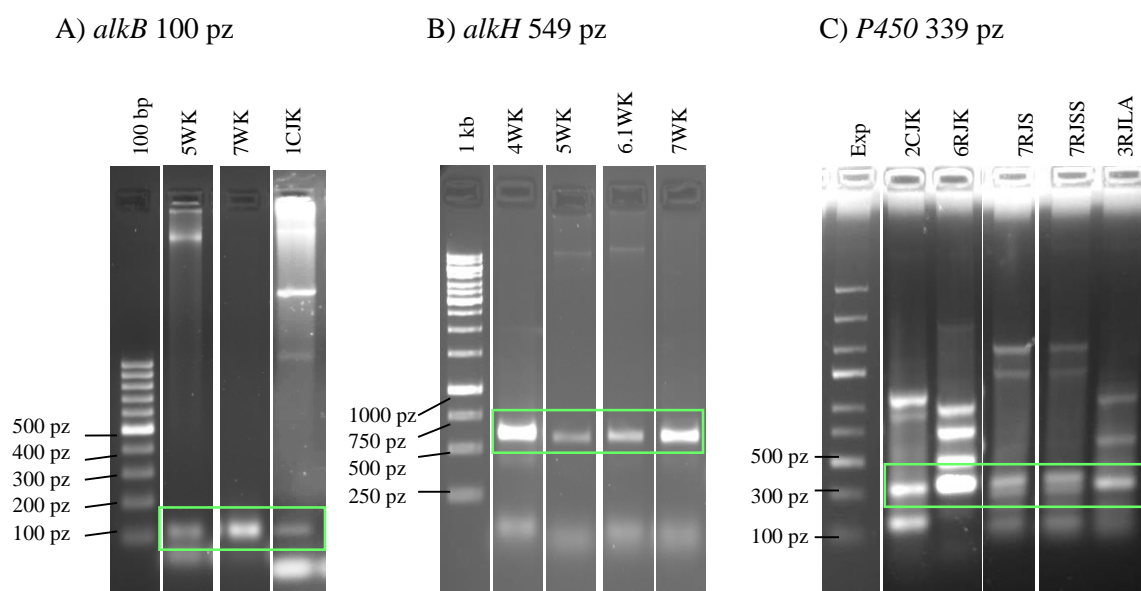 A) alkB 100 pz
100 bp
5WK
7WK
1CJK
500 pz
400 pz
300 pz
200 pz
100 pz
B) alkH 549 pz
1 kb
4WK
5WK
6.1WK
7WK
1000 pz
750 pz
500 pz
250 pz
C) P450 339 pz
Exp
2CJK
6RJK
7RJS
7RJSS
3RJLA
500 pz
300 pz
100 pz